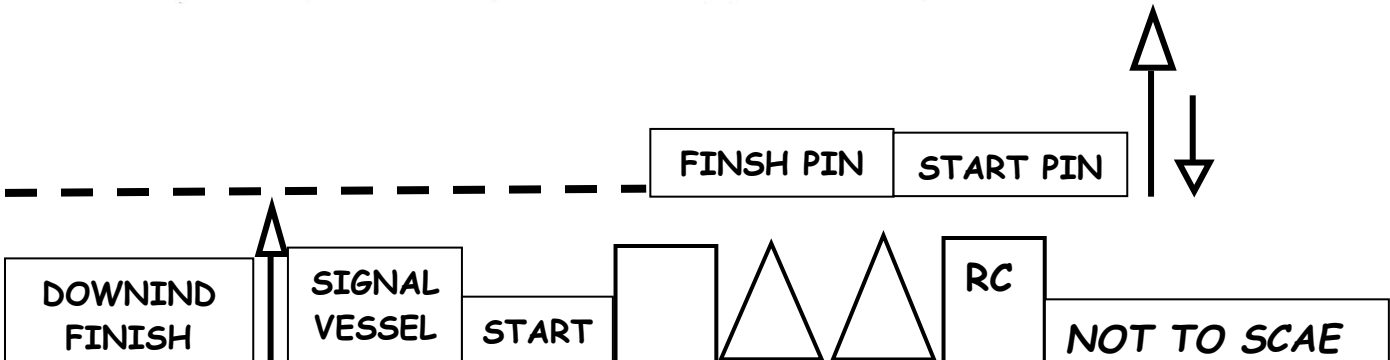 FINSH PIN
START PIN
DOWNIND
FINISH
SIGNAL
VESSEL
START
RC
NOT TO SCAE